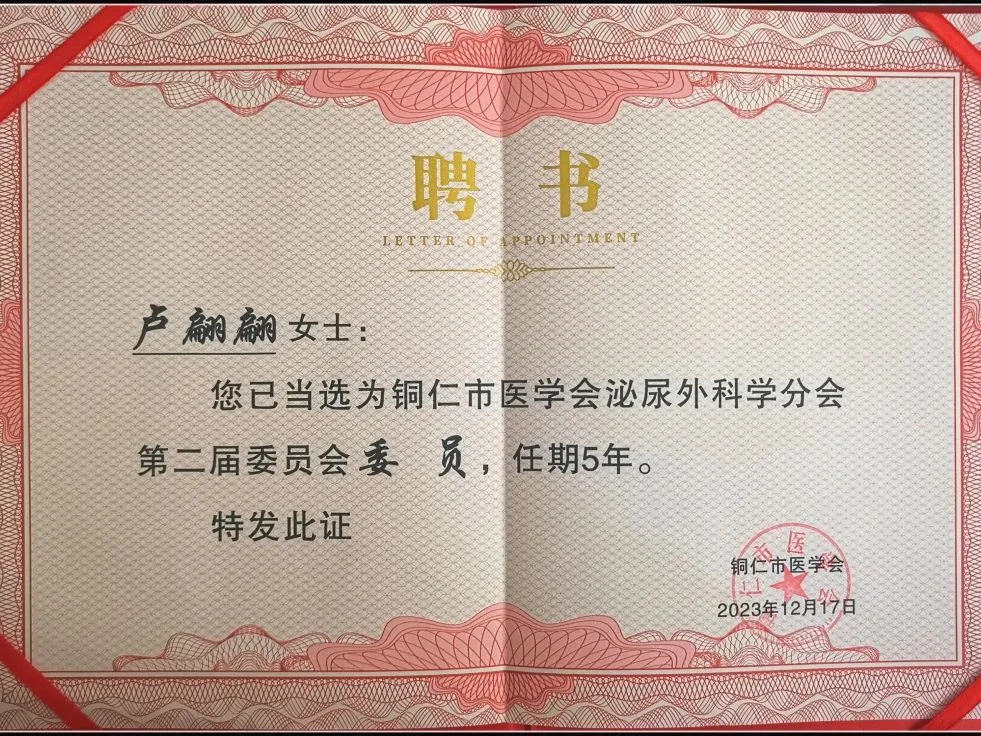 聘 书
LETTER OF APPOINTMENT
卢翩翩 女士：
您已当选为铜仁市医学会泌尿外科学分会
第二届委员会委 员，任期5年。
特发此证
铜仁市医学会
2023年12月17日